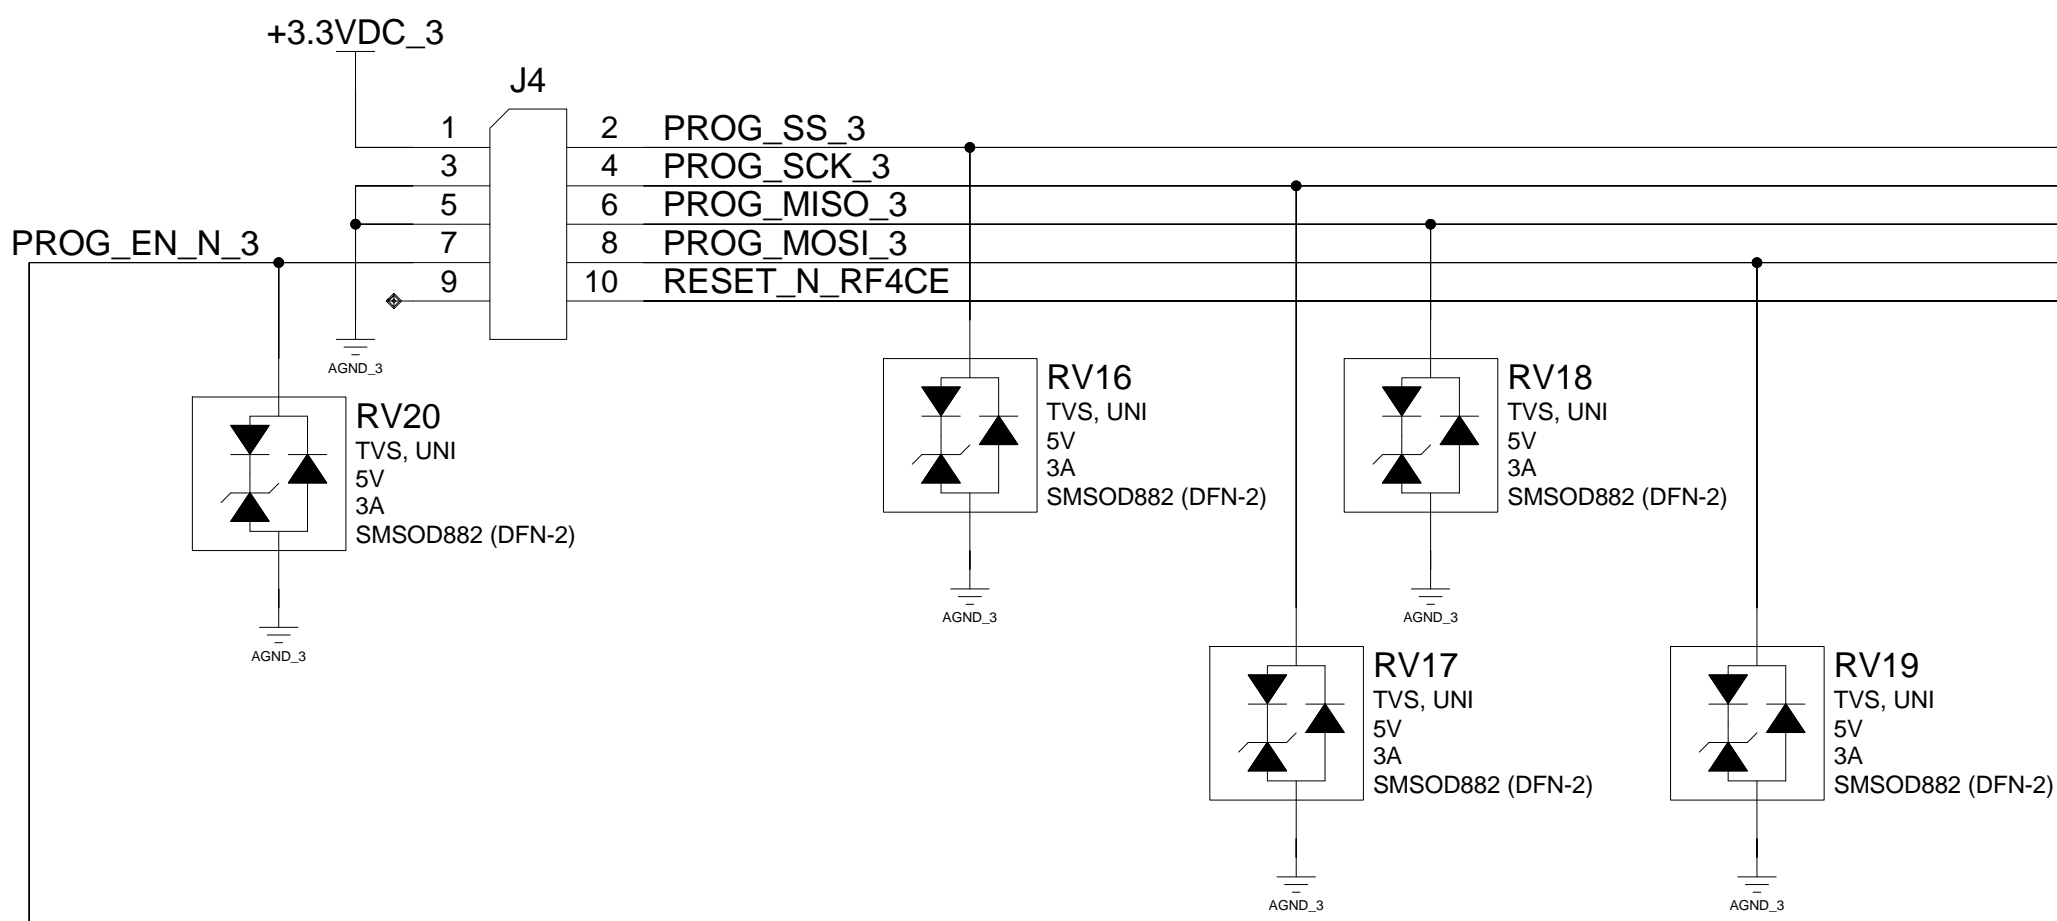 +3.3VDC_3
J4
1 2 PROG_SS_3
3 4 PROG_SCK_3
5 6 PROG_MISO_3
PROG_EN_N_3 7 8 PROG_MOSI_3
9 10 RESET_N_RF4CE
AGND_3
RV20
TVS, UNI
5V
3A
SMSOD882 (DFN-2)
AGND_3
RV16
TVS, UNI
5V
3A
SMSOD882 (DFN-2)
AGND_3
RV18
TVS, UNI
5V
3A
SMSOD882 (DFN-2)
AGND_3
RV17
TVS, UNI
5V
3A
SMSOD882 (DFN-2)
AGND_3
RV19
TVS, UNI
5V
3A
SMSOD882 (DFN-2)
AGND_3